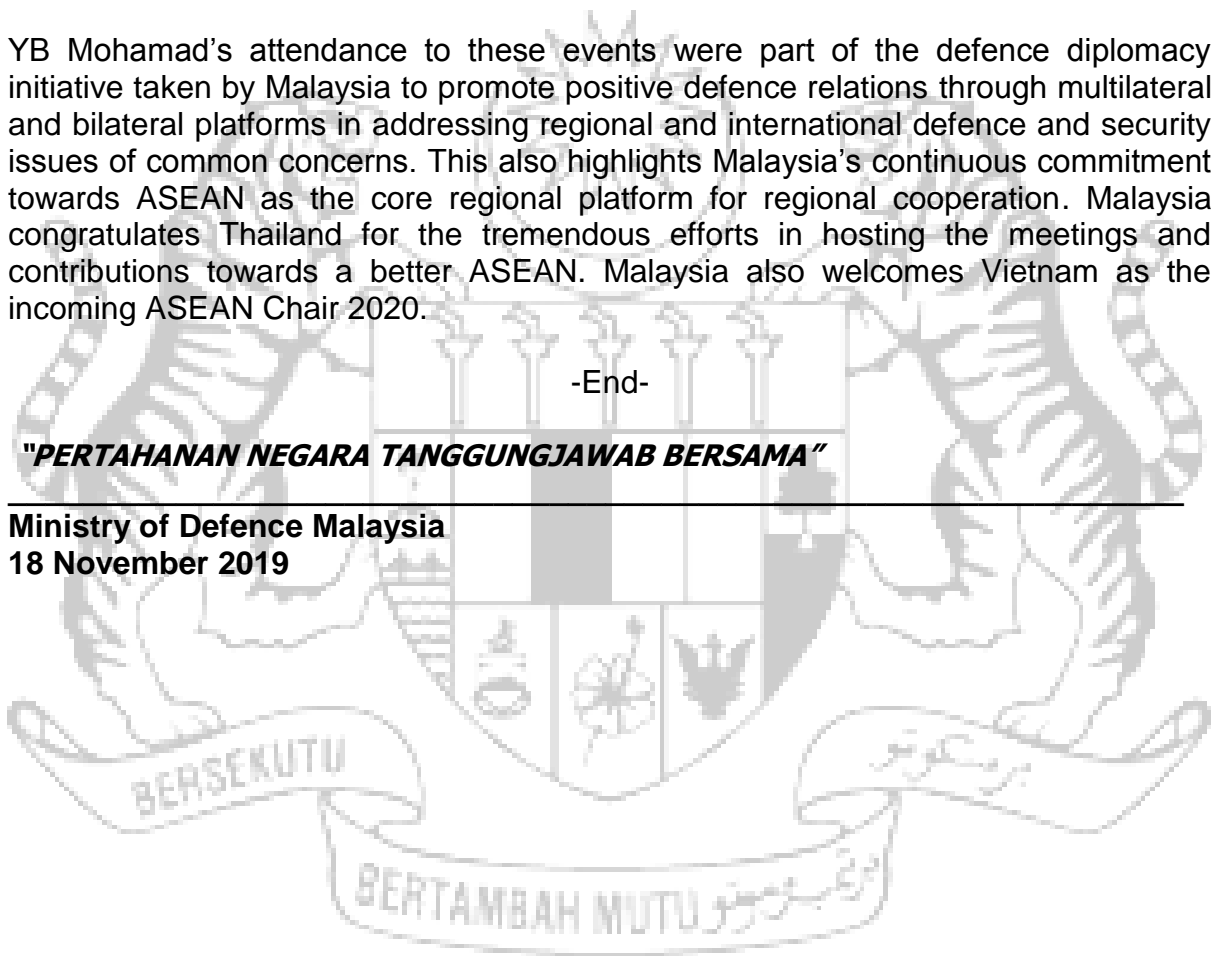 YB Mohamad’s attendance to these events were part of the defence diplomacy
initiative taken by Malaysia to promote positive defence relations through multilateral
and bilateral platforms in addressing regional and international defence and security
issues of common concerns. This also highlights Malaysia’s continuous commitment
towards ASEAN as the core regional platform for regional cooperation. Malaysia
congratulates Thailand for the tremendous efforts in hosting the meetings and
contributions towards a better ASEAN. Malaysia also welcomes Vietnam as the
incoming ASEAN Chair 2020.
-End-
“PERTAHANAN NEGARA TANGGUNGJAWAB BERSAMA”
Ministry of Defence Malaysia
18 November 2019
BERSEKUTU
BERTAMBAH MUTU